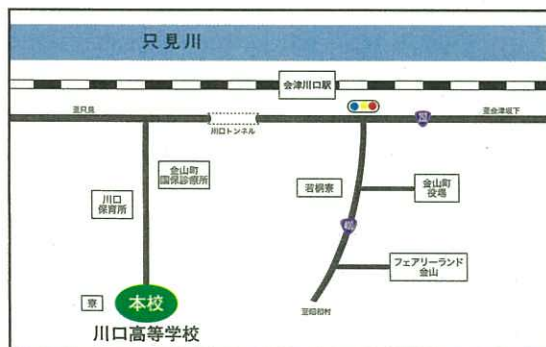 只見川
会津川口駅
至只見
川口トンネル
252
至会津坂下
金山町
国保診療所
川口
保育所
若桐寮
金山町
役場
フェアリーランド
金山
寮
本校
至昭和村
川口高等学校